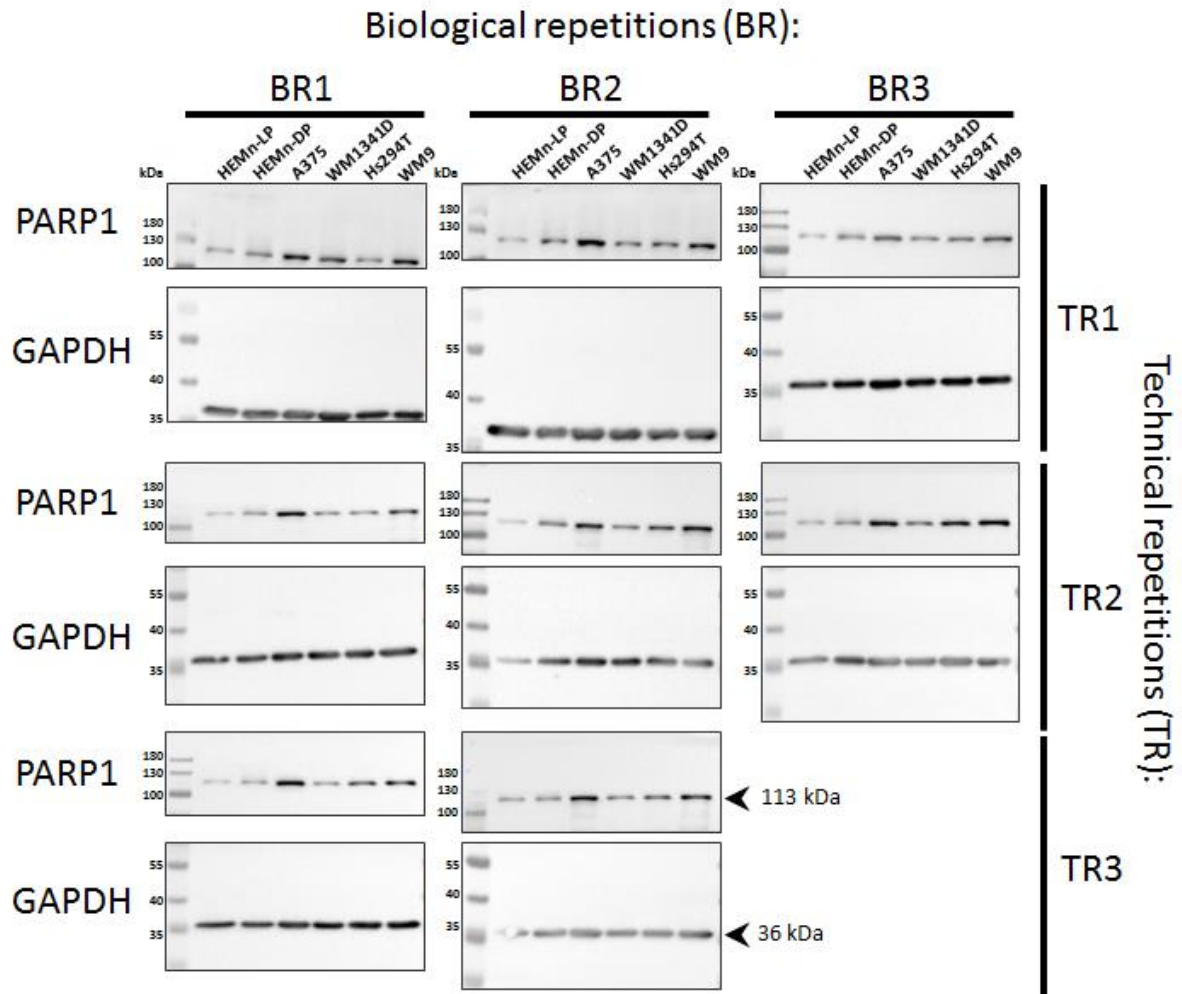 Biological repetitions (BR):
BR1 BR2 BR3
HEMn-LP HEMn-DP A375 WM1341D Hs294T WM9 HEMn-LP HEMn-DP A375 WM1341D Hs294T WM9 HEMn-LP HEMn-DP A375 WM1341D Hs294T WM9
kDa kDa kDa
PARP1
180 130 100
180 130 100
180 130 100
GAPDH
55 40 35
55 40 35
55 40 35
TR1
PARP1
180 130 100
180 130 100
180 130 100
GAPDH
55 40 35
55 40 35
55 40 35
TR2
PARP1
180 130 100
180 130 100
113 kDa
GAPDH
55 40 35
55 40 35
36 kDa
TR3
Technical repetitions (TR):